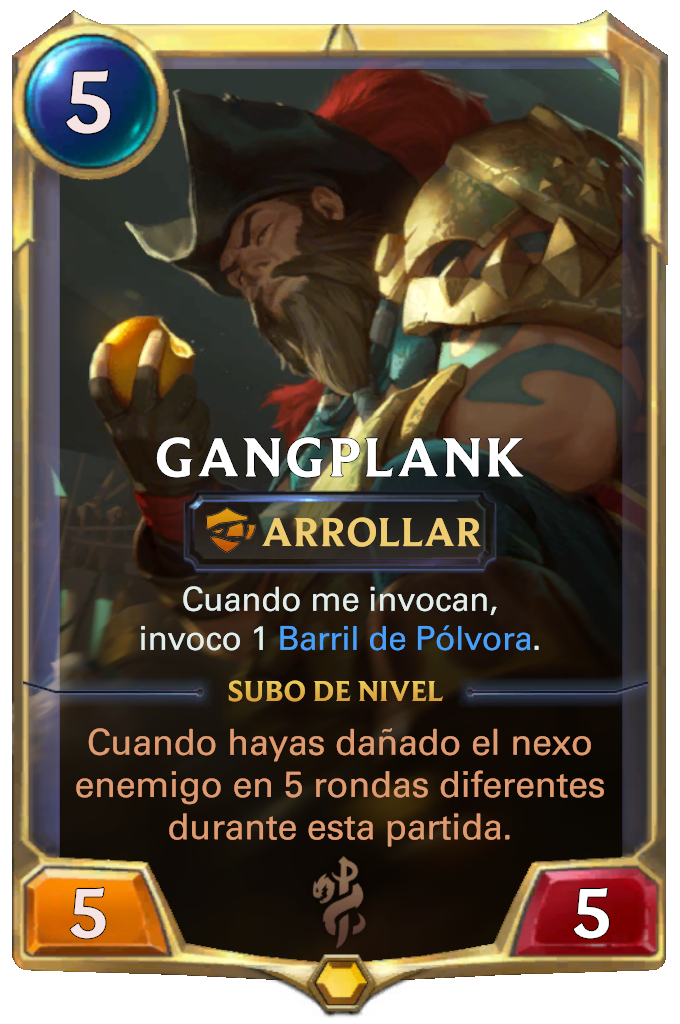 5
GANGPLANK
ARROLLAR
Cuando me invocan,
invoco 1 Barril de Pólvora.
SUBO DE NIVEL
Cuando hayas dañado el nexo
enemigo en 5 rondas diferentes
durante esta partida.
5
5